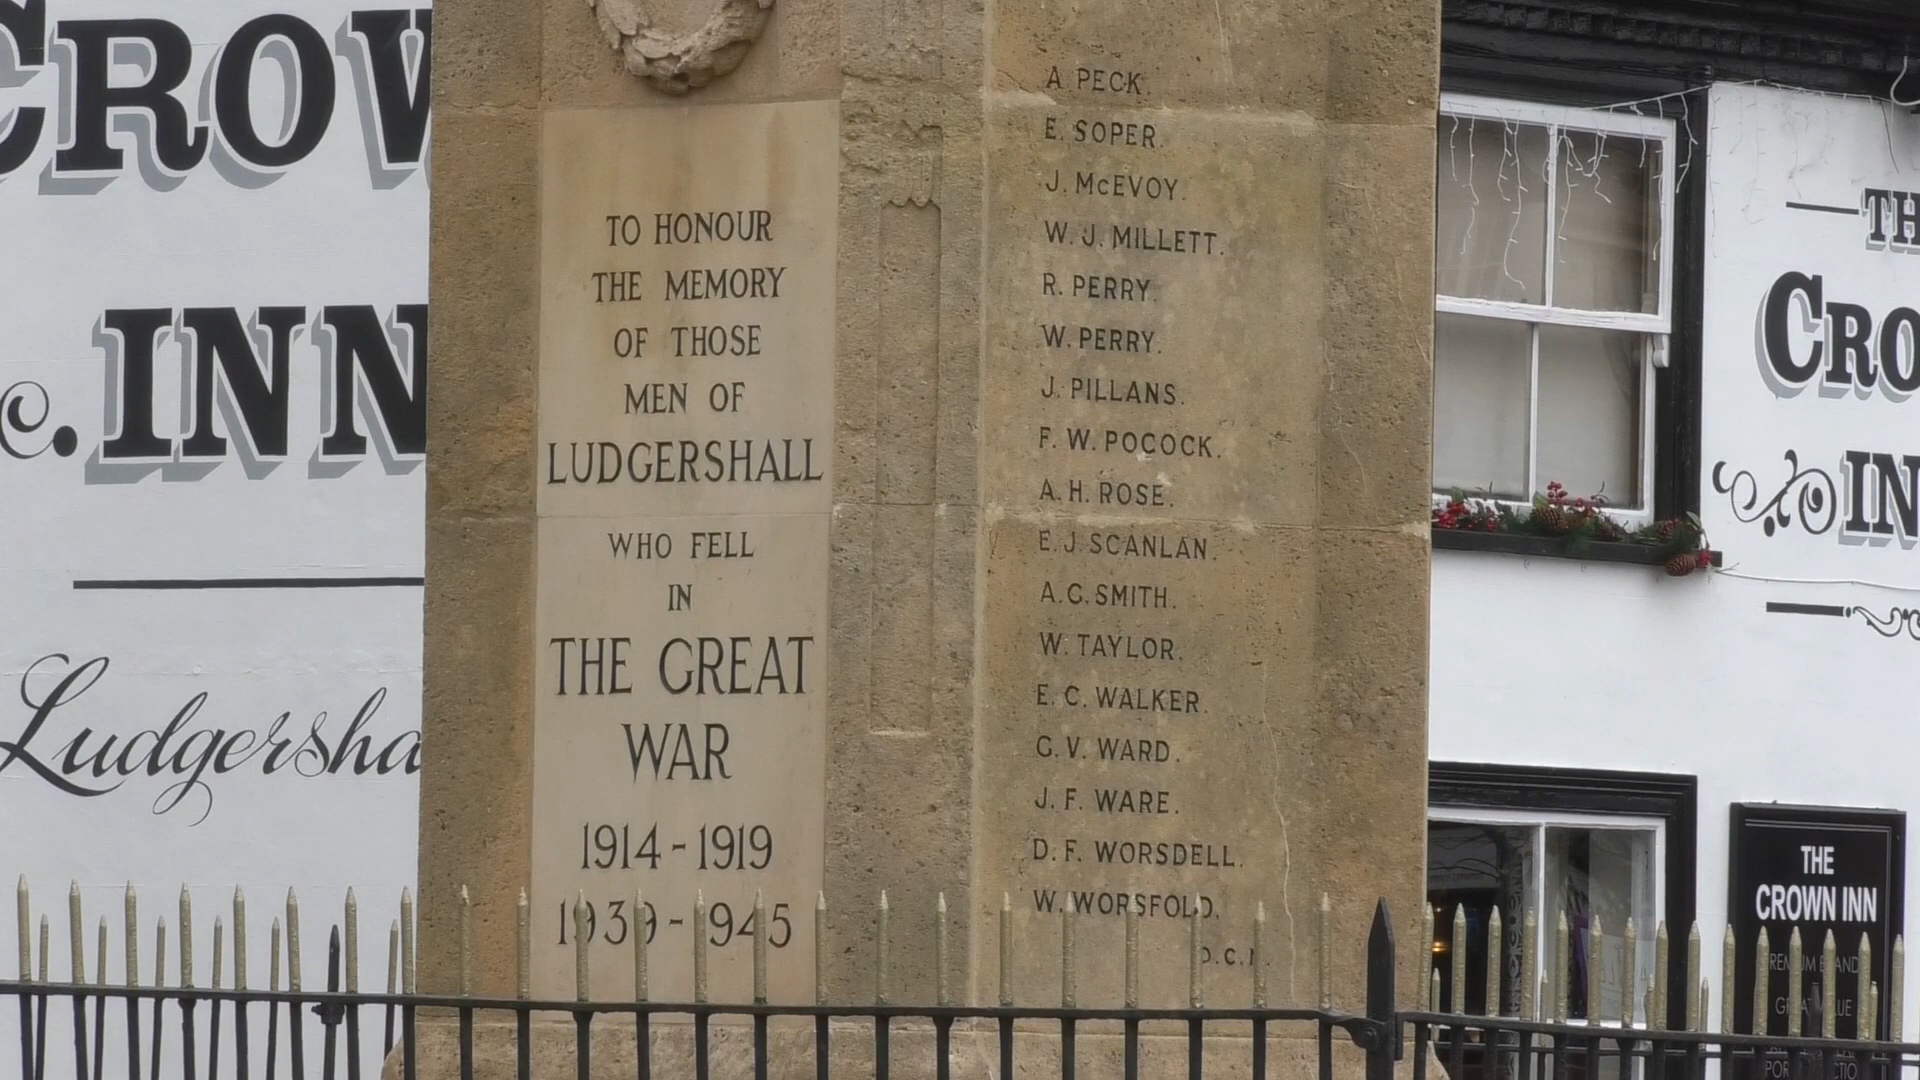 INN
Ludgersha
TO HONOUR
THE MEMORY
OF THOSE
MEN OF
LUDGERSHALL
WHO FELL
IN
THE GREAT
WAR
1914-1919
1939-1945
A PECK.
E. SOPER.
J. McEVOY.
W. J. MILLETT.
R. PERRY.
W. PERRY.
J. PILLANS.
F. W. POCOCK.
A. H. ROSE.
E. J. SCANLAN.
A. G. SMITH.
W. TAYLOR.
E. C. WALKER.
G. V. WARD.
J. F. WARE.
D. F. WORSDELL.
W. WORSFOLD.
TH
CRO
IN
THE
CROWN INN